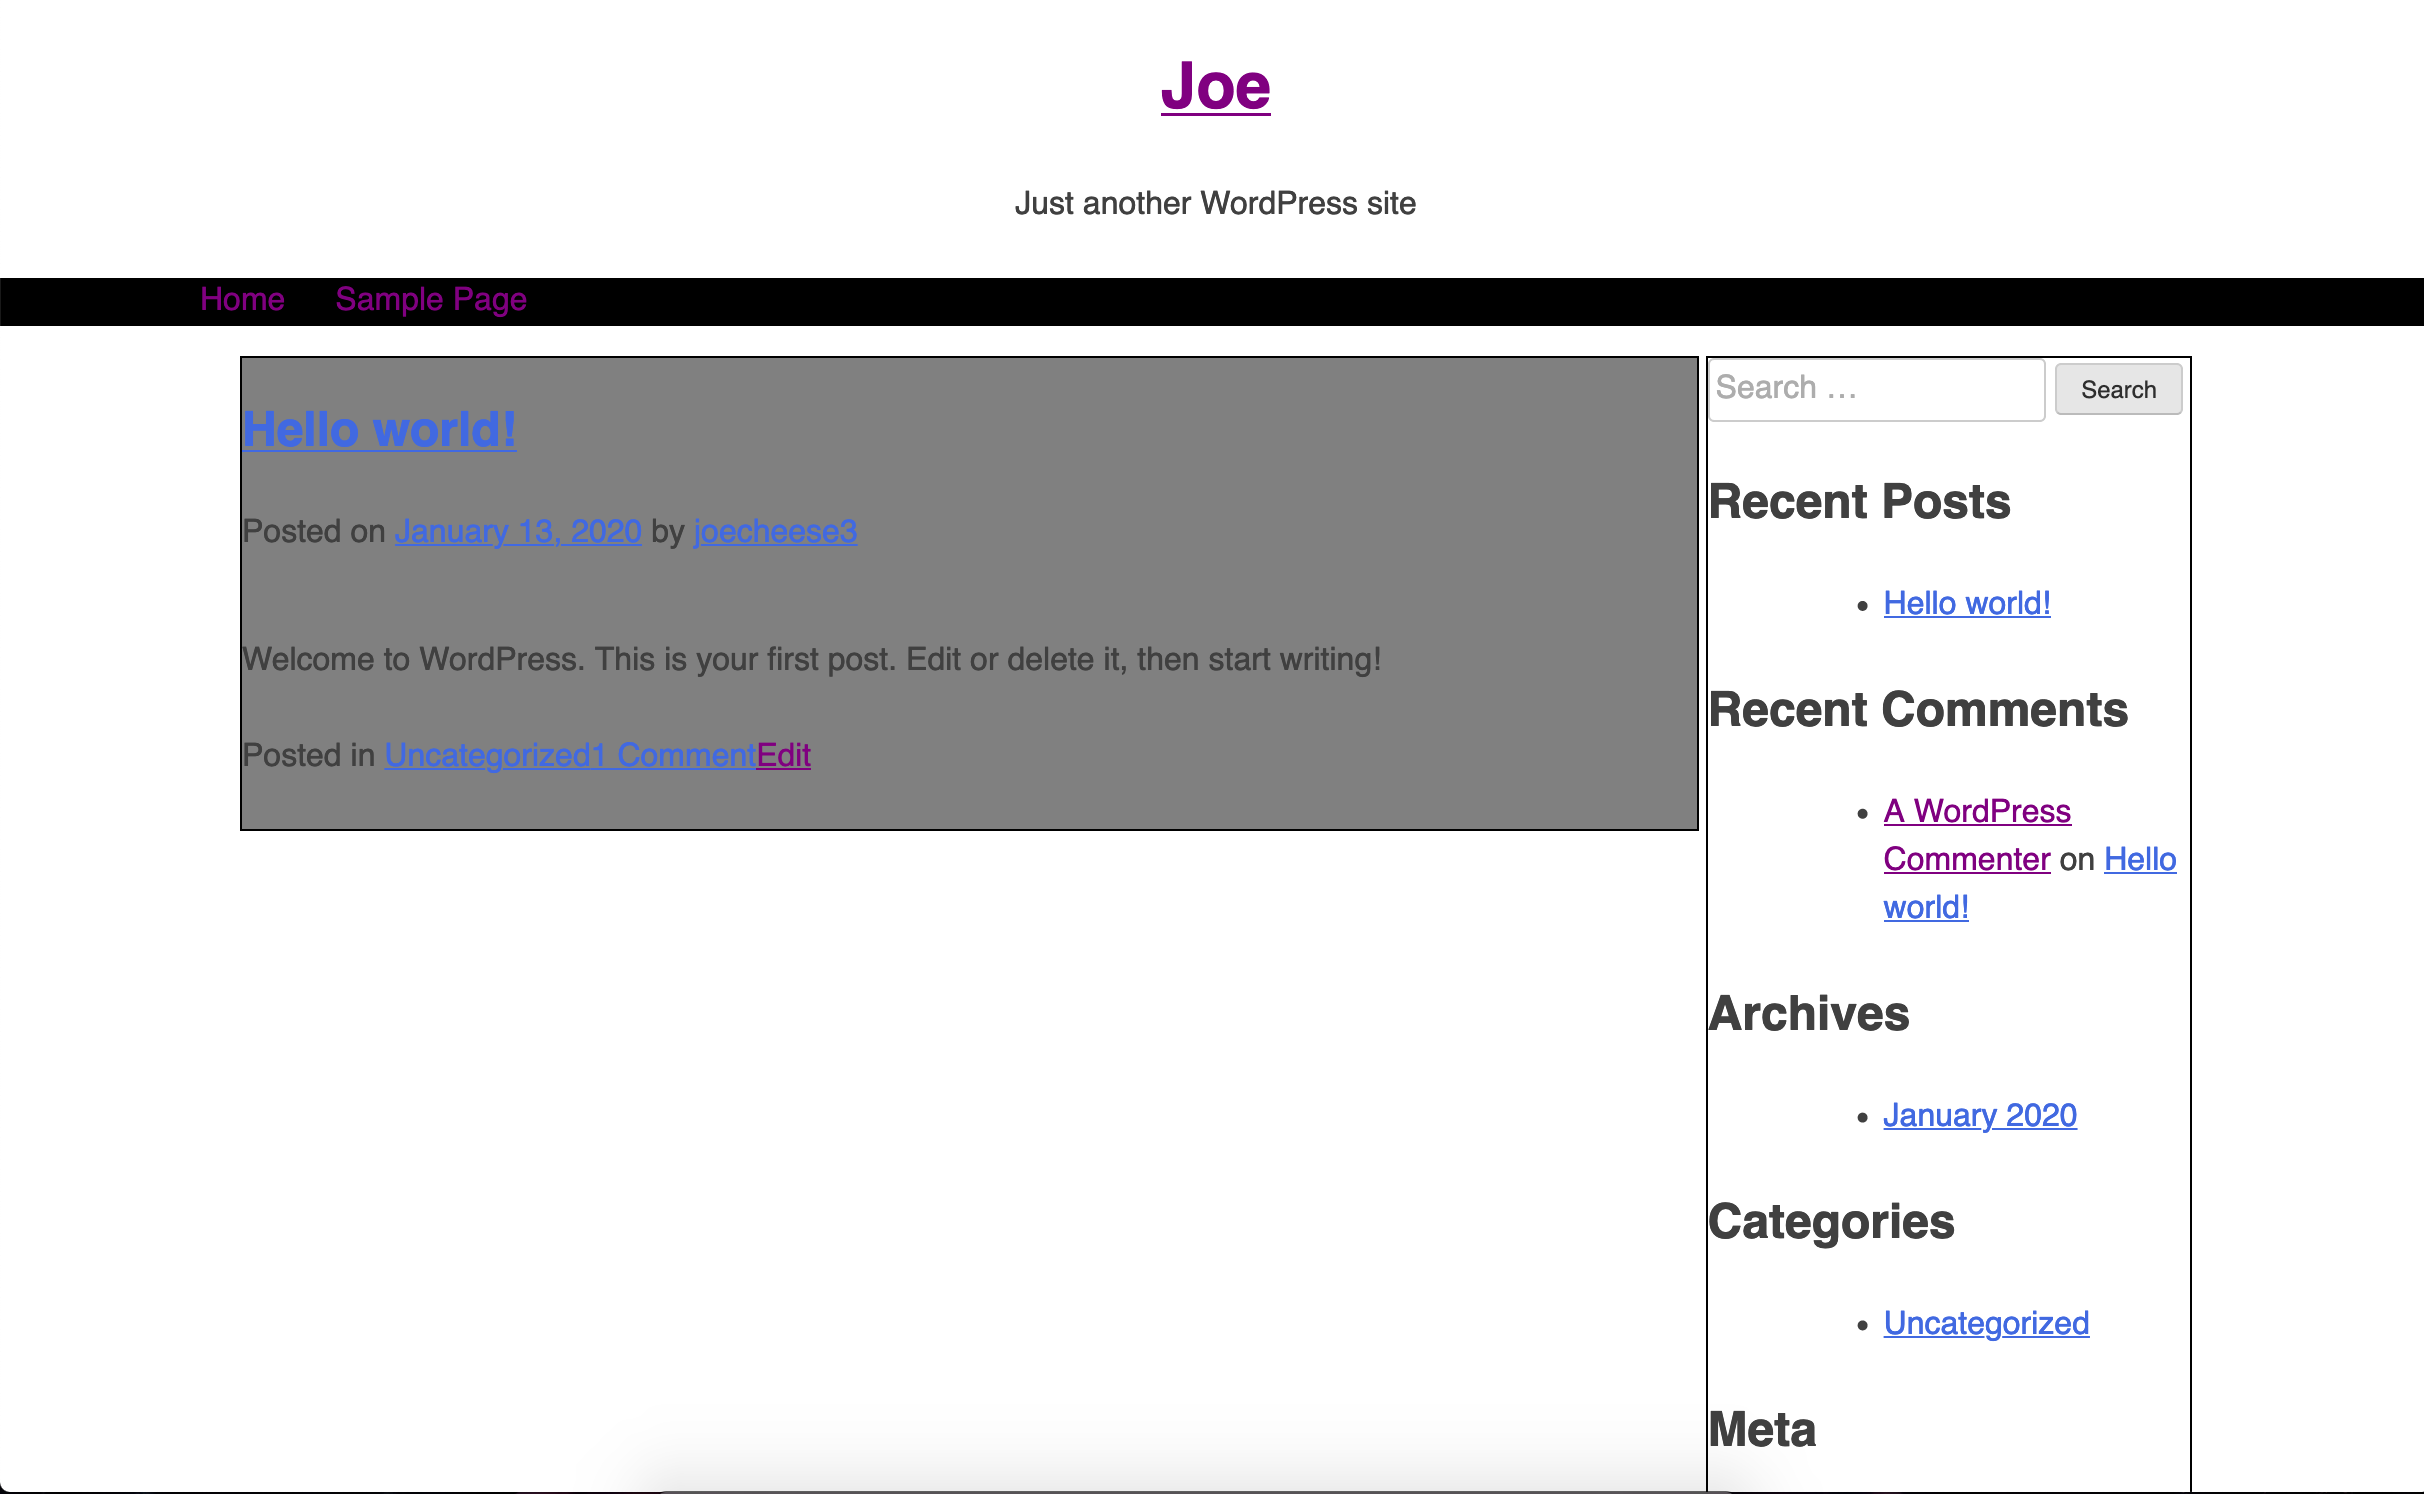 Joe
Just another WordPress site
Home Sample Page
Hello world!
Posted on January 13, 2020 by joecheese3
Welcome to WordPress. This is your first post. Edit or delete it, then start writing!
Posted in Uncategorized1 CommentEdit
Search … Search
Recent Posts
Hello world!
Recent Comments
A WordPress
Commenter on Hello
world!
Archives
January 2020
Categories
Uncategorized
Meta